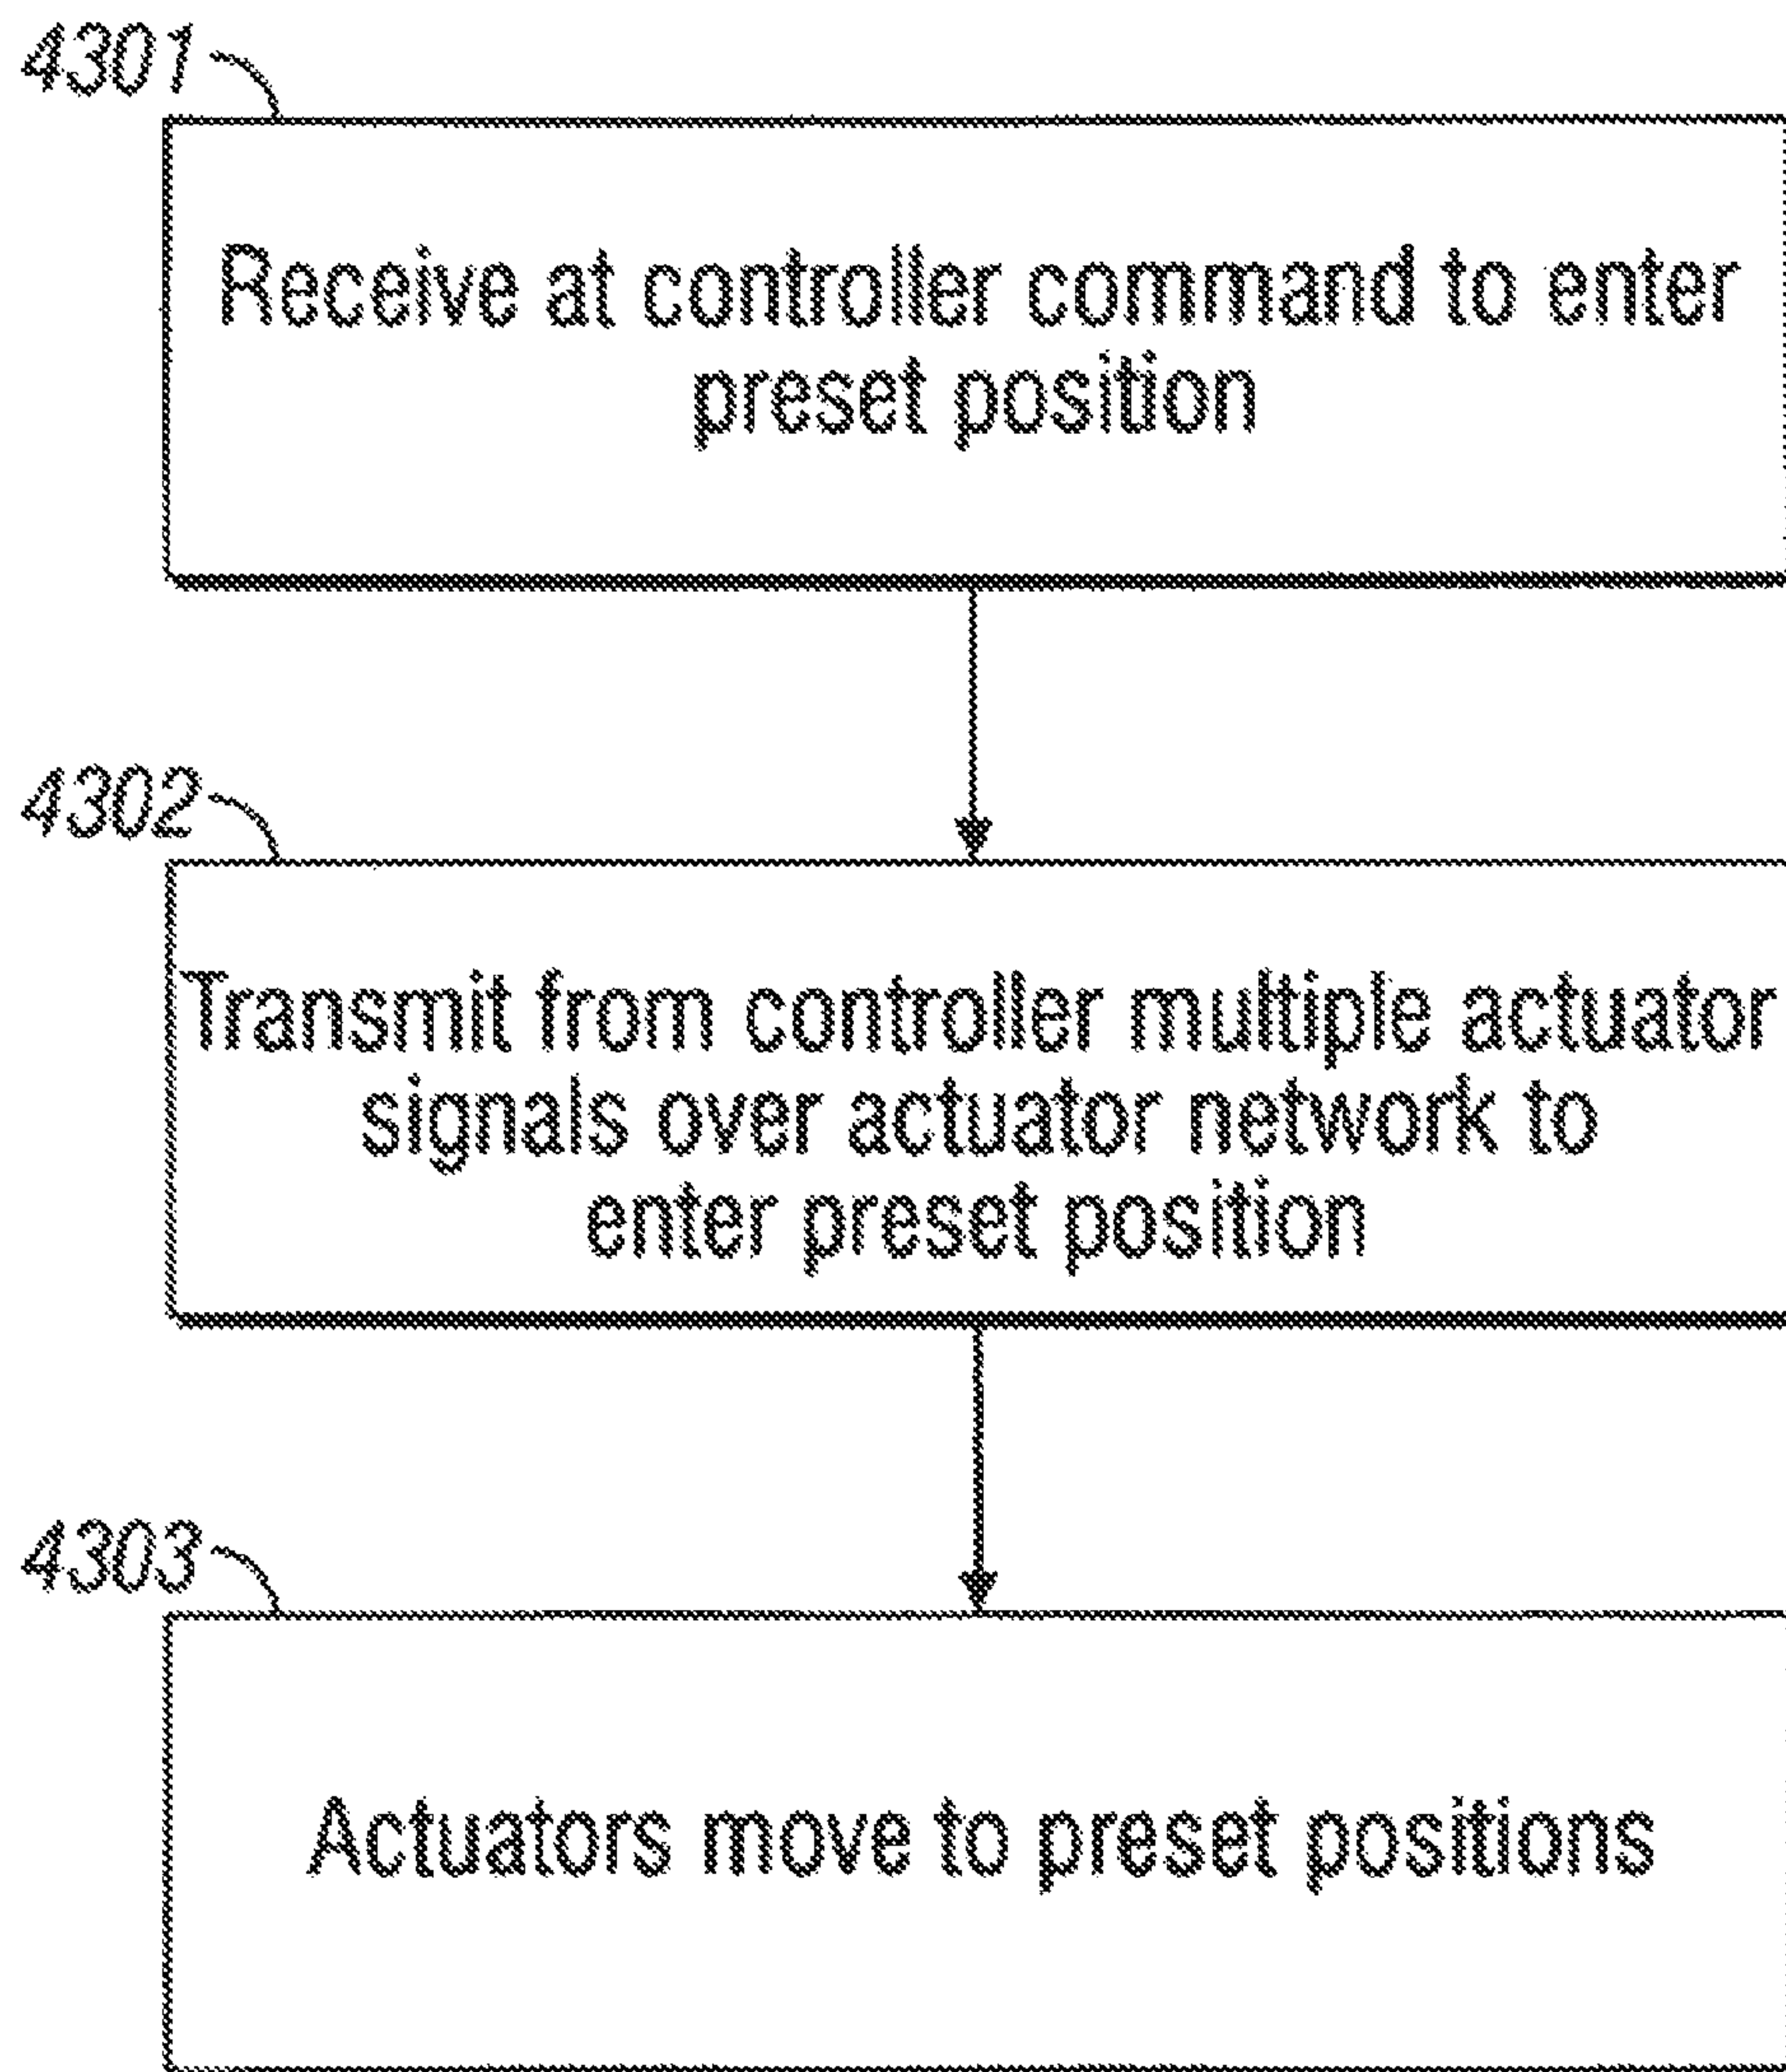 4301
Receive at controller command to enter
preset position
4302
Transmit from controller multiple actuator
signals over actuator network to
enter preset position
4303
Actuators move to preset positions